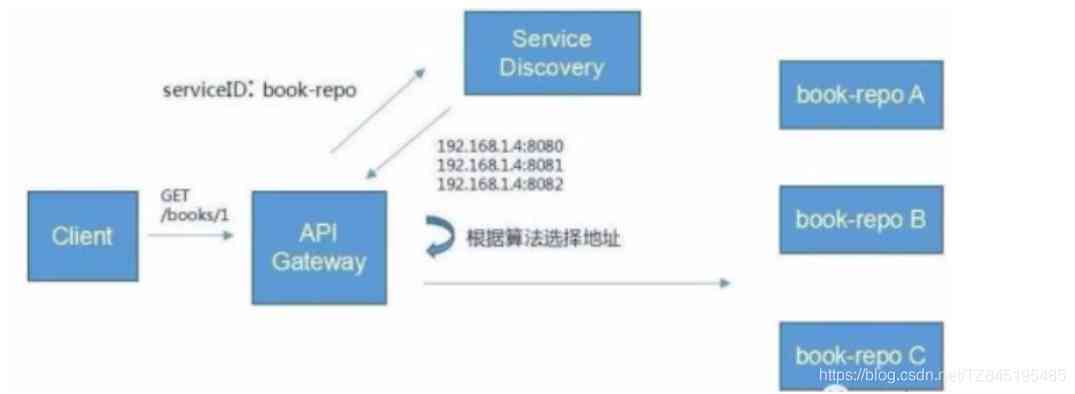 Service
Discovery
serviceID: book-repo
book-repo A
192.168.1.4:8080
192.168.1.4:8081
192.168.1.4:8082
GET
/books/1
Client
API
Gateway
根据算法选择地址
book-repo B
book-repo C
https://blog.csdn.net/TZ845195485